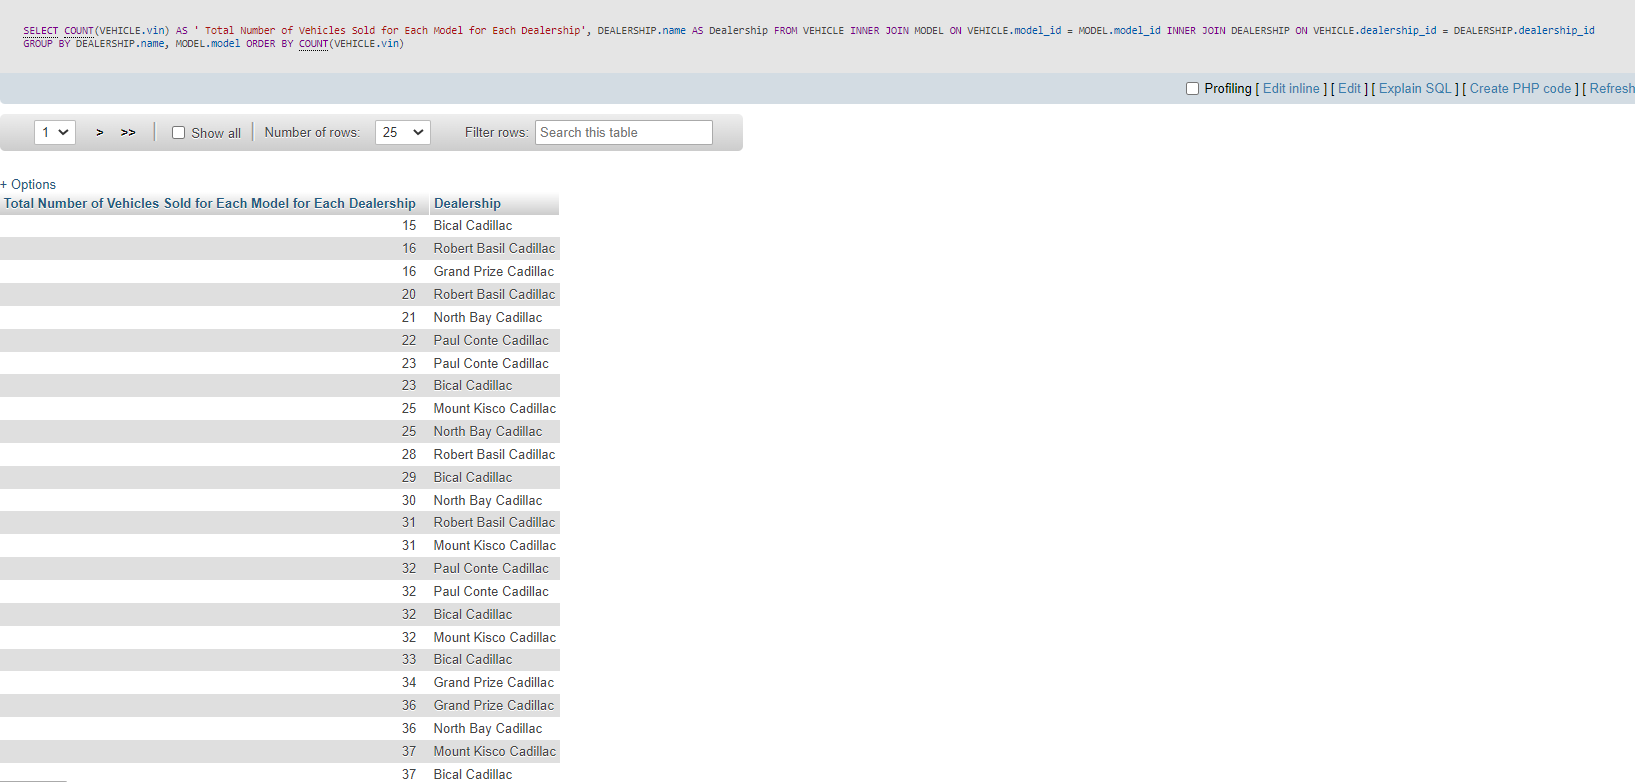 SELECT COUNT(VEHICLE.vin) AS ' Total Number of Vehicles Sold for Each Model for Each Dealership', DEALERSHIP.name AS Dealership FROM VEHICLE INNER JOIN MODEL ON VEHICLE.model_id = MODEL.model_id INNER JOIN DEALERSHIP ON VEHICLE.dealership_id = DEALERSHIP.dealership_id
GROUP BY DEALERSHIP.name, MODEL.model ORDER BY COUNT(VEHICLE.vin)
Profiling [ Edit inline ] [ Edit ] [ Explain SQL ] [ Create PHP code ] [ Refresh
1 > >> Show all Number of rows: 25 Filter rows: Search this table
+ Options
Total Number of Vehicles Sold for Each Model for Each Dealership Dealership
15 Bical Cadillac
16 Robert Basil Cadillac
16 Grand Prize Cadillac
20 Robert Basil Cadillac
21 North Bay Cadillac
22 Paul Conte Cadillac
23 Paul Conte Cadillac
23 Bical Cadillac
25 Mount Kisco Cadillac
25 North Bay Cadillac
28 Robert Basil Cadillac
29 Bical Cadillac
30 North Bay Cadillac
31 Robert Basil Cadillac
31 Mount Kisco Cadillac
32 Paul Conte Cadillac
32 Paul Conte Cadillac
32 Bical Cadillac
32 Mount Kisco Cadillac
33 Bical Cadillac
34 Grand Prize Cadillac
36 Grand Prize Cadillac
36 North Bay Cadillac
37 Mount Kisco Cadillac
37 Bical Cadillac